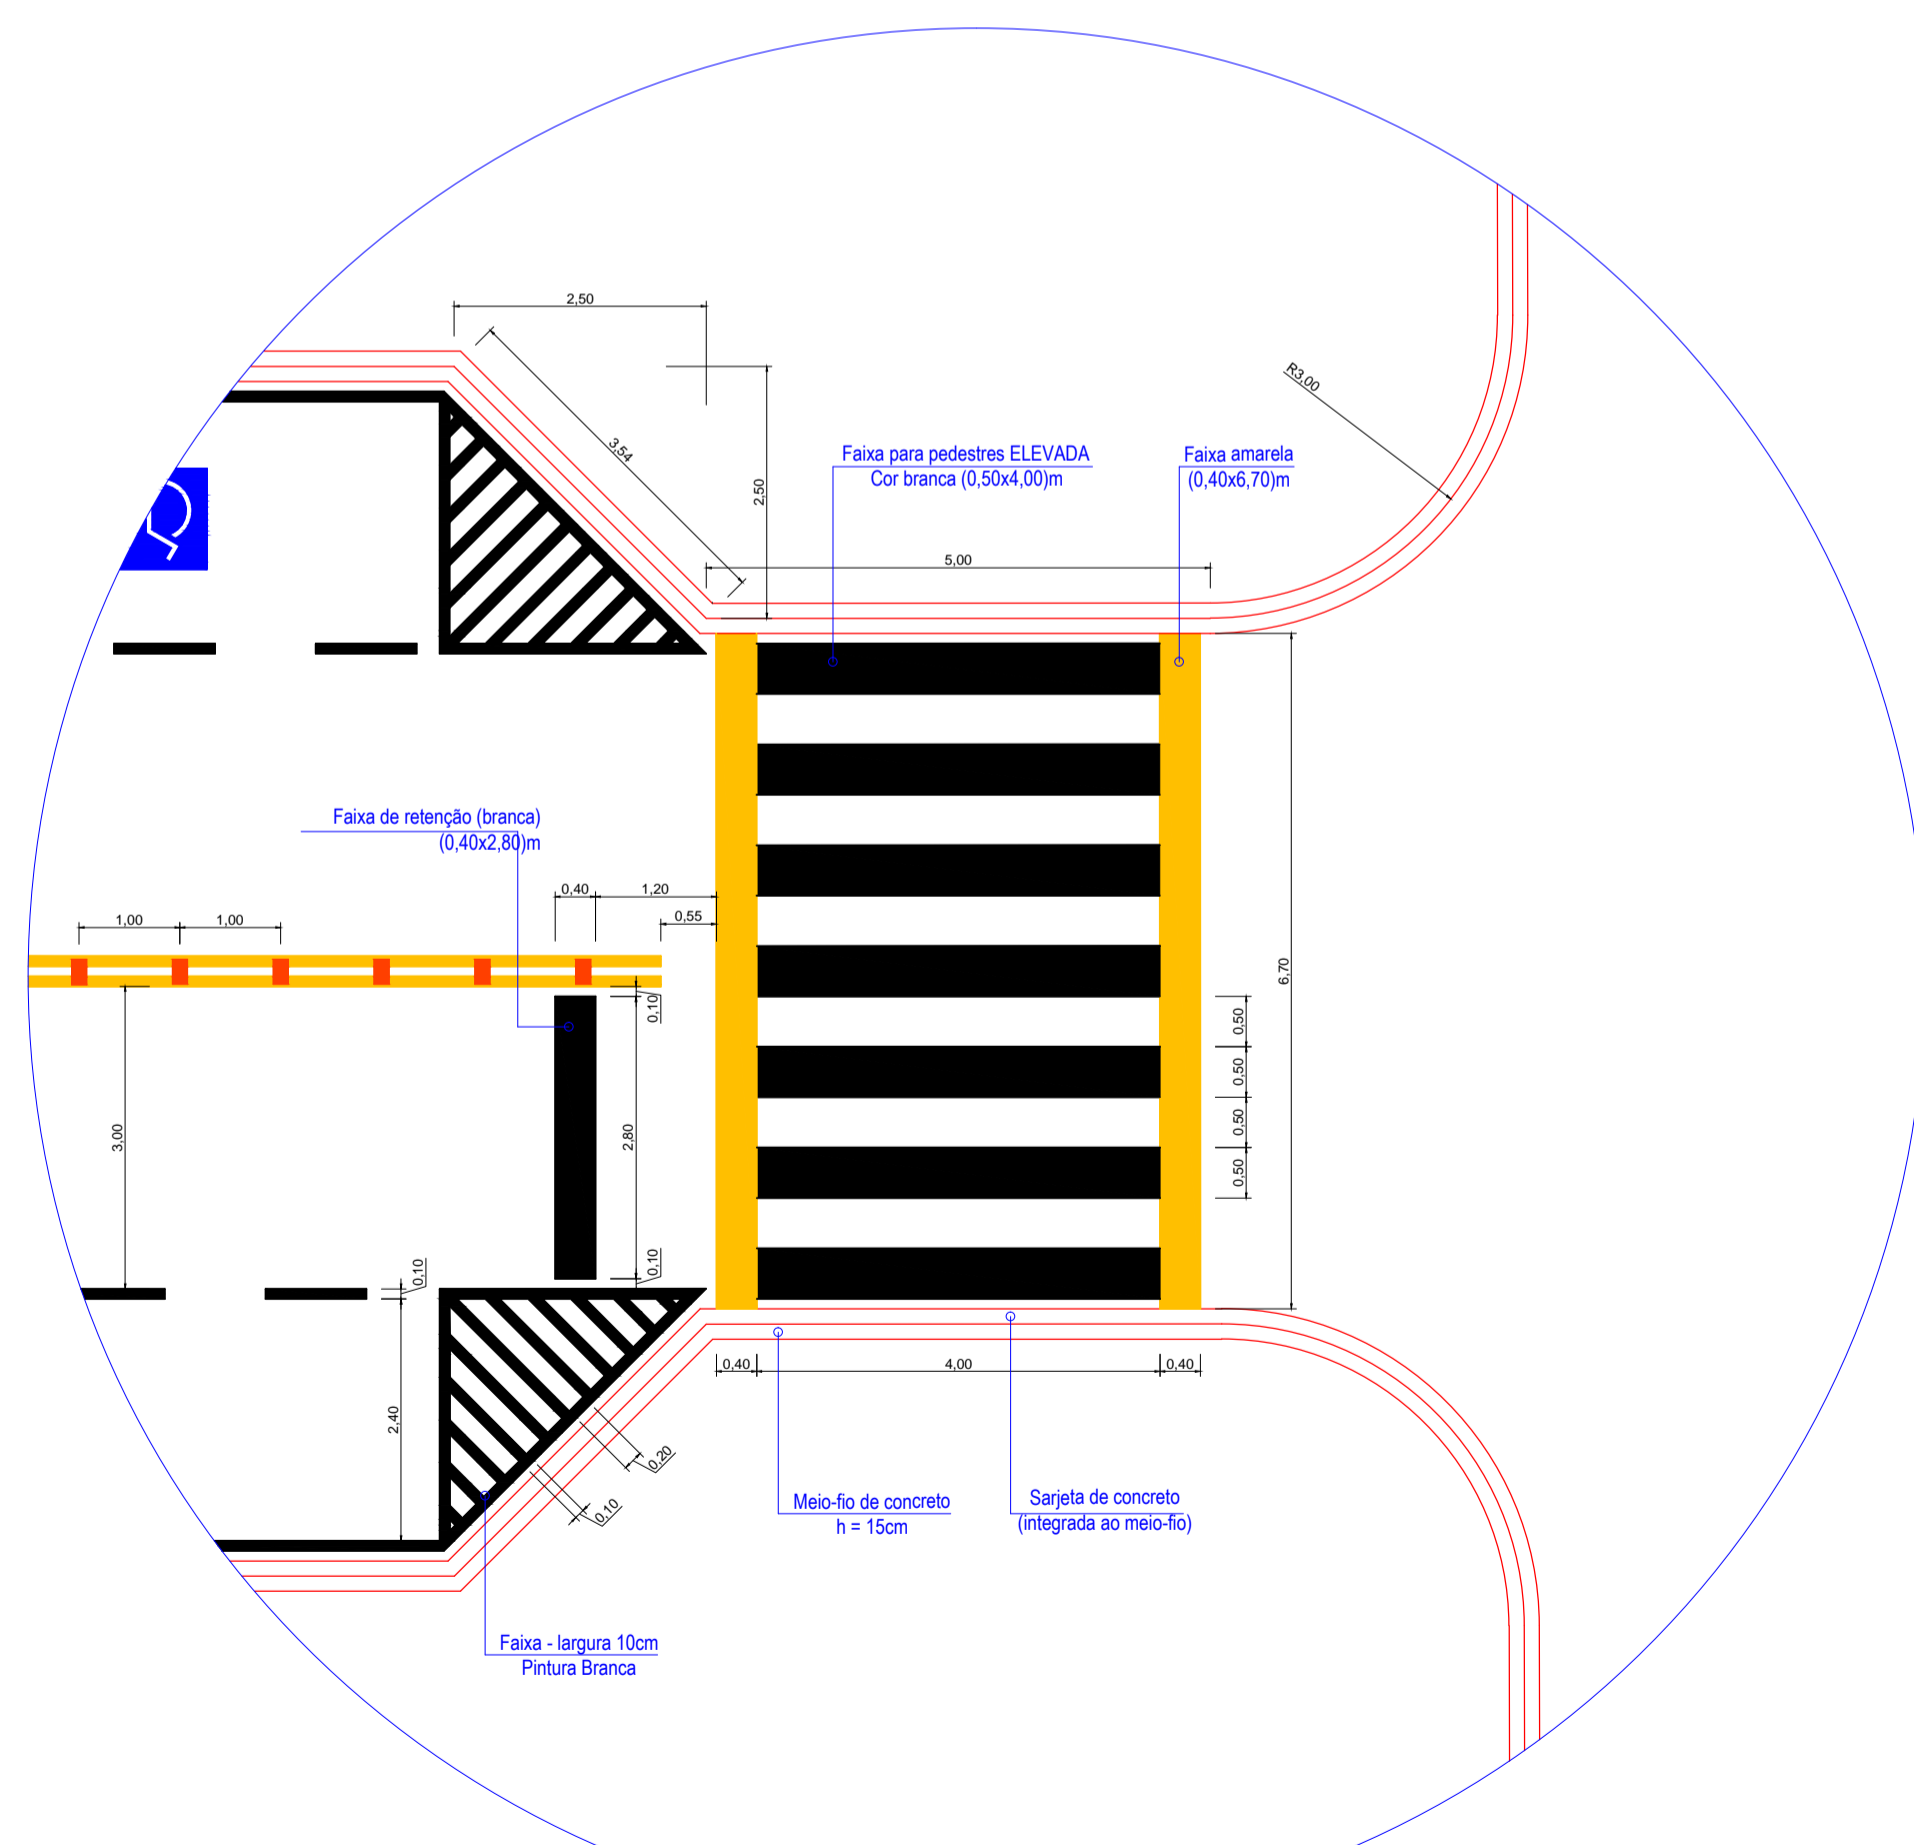 2,50
3,54
2,50
R3,00
Faixa para pedestres ELEVADA
Cor branca (0,50x4,00)m
Faixa amarela
(0,40x6,70)m
5,00
Faixa de retenção (branca)
(0,40x2,80)m
0,40
1,20
0,55
1,00
1,00
6,70
0,10
0,50
0,50
0,50
0,50
3,00
2,80
0,10
0,10
2,40
0,40
4,00
0,40
0,20
0,10
Meio-fio de concreto
h = 15cm
Sarjeta de concreto
(integrada ao meio-fio)
Faixa - largura 10cm
Pintura Branca